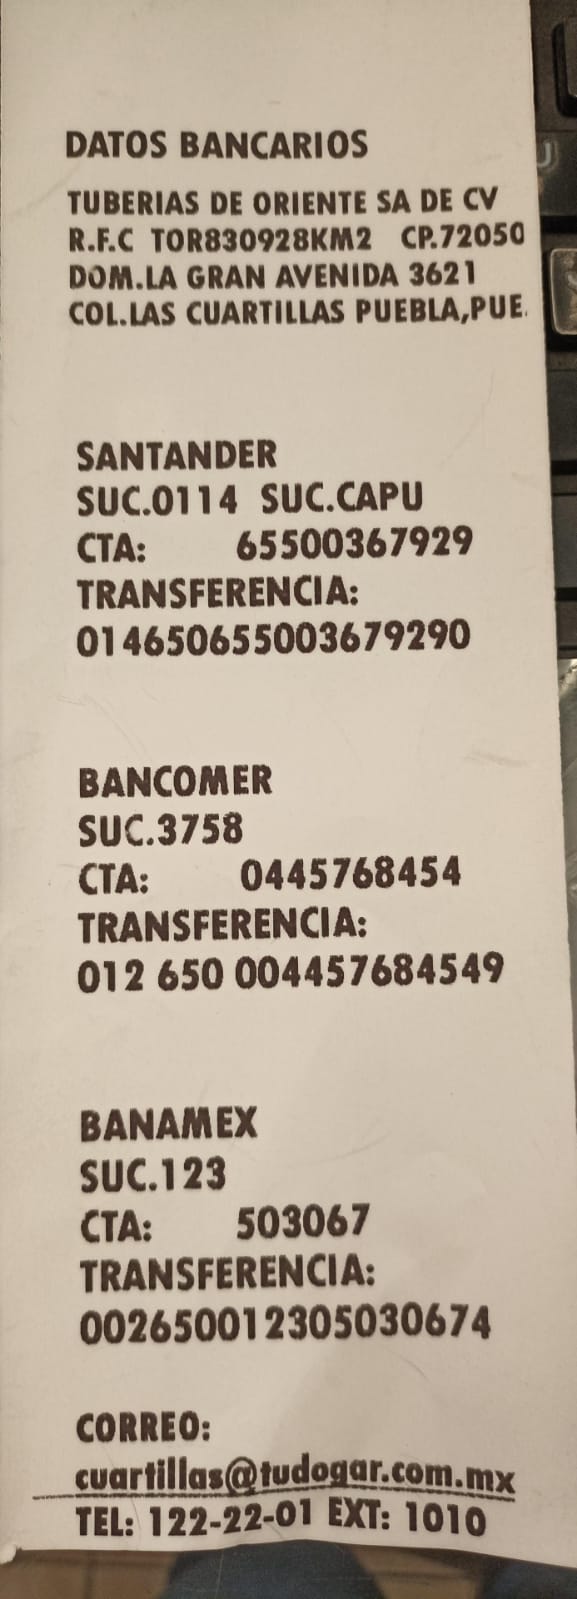 DATOS BANCARIOS
TUBERIAS DE ORIENTE SA DE CV
R.F.C TOR830928KM2 CP.72050
DOM.LA GRAN AVENIDA 3621
COL.LAS CUARTILLAS PUEBLA,PUE.
SANTANDER
SUC.0114 SUC.CAPU
CTA: 65500367929
TRANSFERENCIA:
014650655003679290
BANCOMER
SUC.3758
CTA: 0445768454
TRANSFERENCIA:
012 650 004457684549
BANAMEX
SUC.123
CTA: 503067
TRANSFERENCIA:
002650012305030674
CORREO:
cuartillas@tudogar.com.mx
TEL: 122-22-01 EXT: 1010